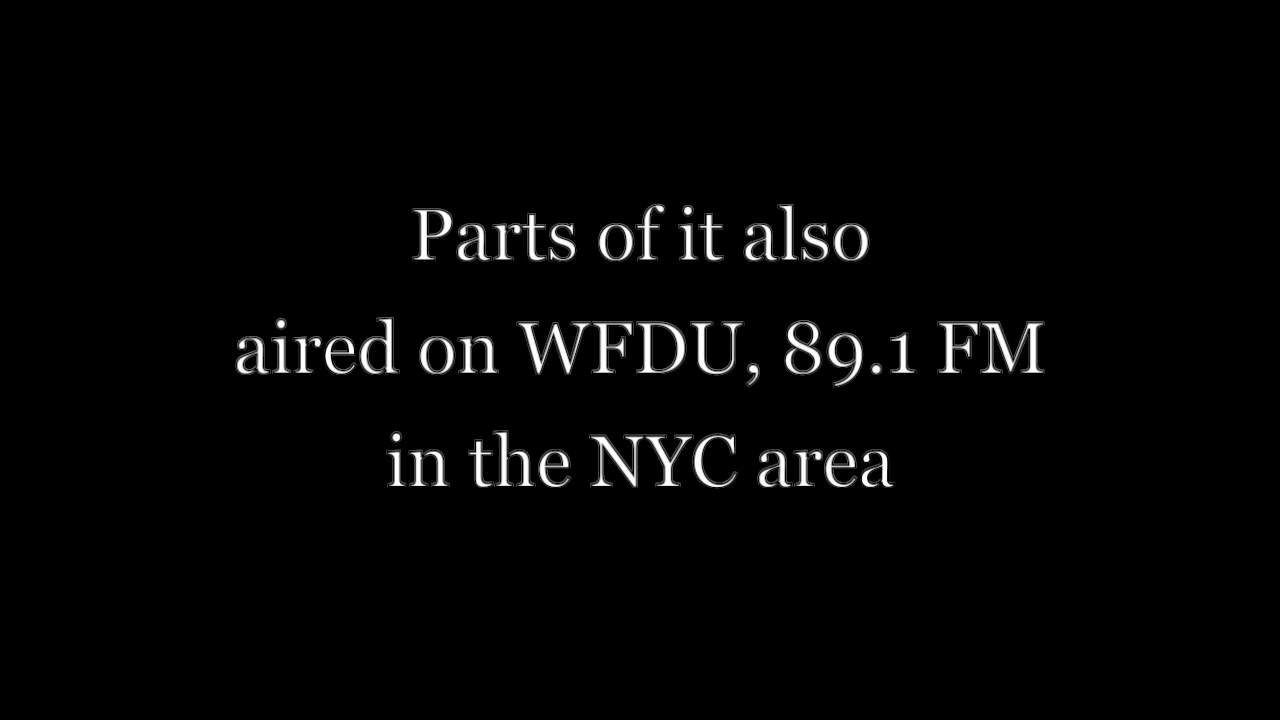 Parts of it also
aired on WFDU, 89.1 FM
in the NYC area